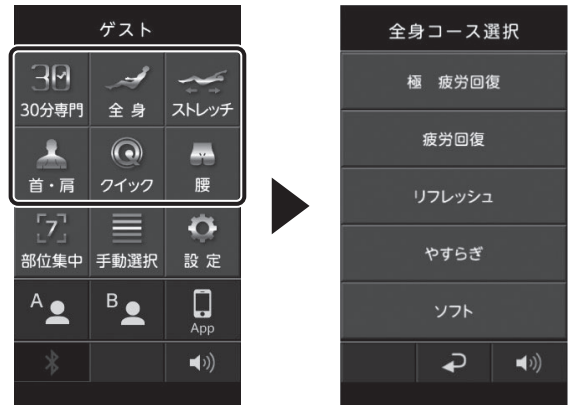 ゲスト
30分専門 全 身 ストレッチ
首・肩 クイック 腰
7
部位集中 手動選択 設 定
A B
App
全身コース選択
極 疲労回復
疲労回復
リフレッシュ
やすらぎ
ソフト